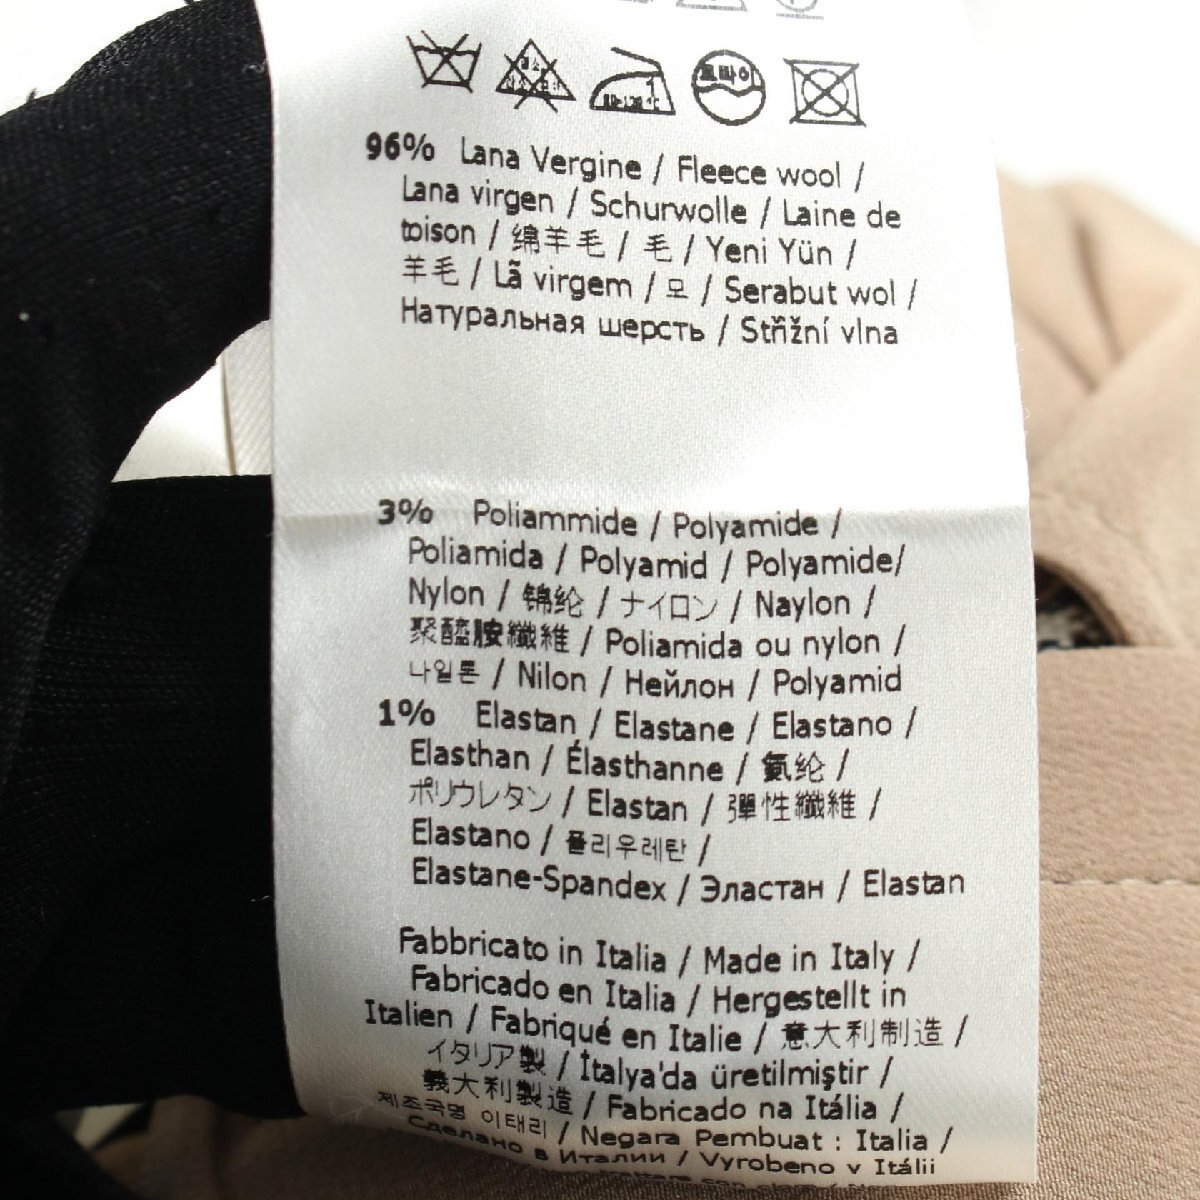 드라이
96% Lana Vergine / Fleece wool /
Lana virgen / Schurwolle / Laine de
toison / 绵羊毛 / 毛 / Yeni Yün /
羊毛 / Lã virgem / 모 / Serabut wol /
Натуральная шерсть / Střižní vlna
3% Poliammide / Polyamide /
Poliamida / Polyamid / Polyamide/
Nylon / 锦纶 / ナイロン / Naylon /
聚醯胺纖維 / Poliamida ou nylon /
나일론 / Nilon / Нейлон / Polyamid
1% Elastan / Elastane / Elastano /
Elasthan / Élasthanne / 氨纶 /
ポリウレタン / Elastan / 彈性纖維 /
Elastano / 폴리우레탄 /
Elastane-Spandex / Эластан / Elastan
Fabbricato in Italia / Made in Italy /
Fabricado en Italia / Hergestellt in
Italien / Fabriqué en Italie / 意大利制造 /
イタリア製 / İtalya'da üretilmiştir /
義大利製造 / Fabricado na Itália /
제조국명 이태리 / Negara Pembuat : Italia /
Сделано в Италии / Vyrobeno v Itálii